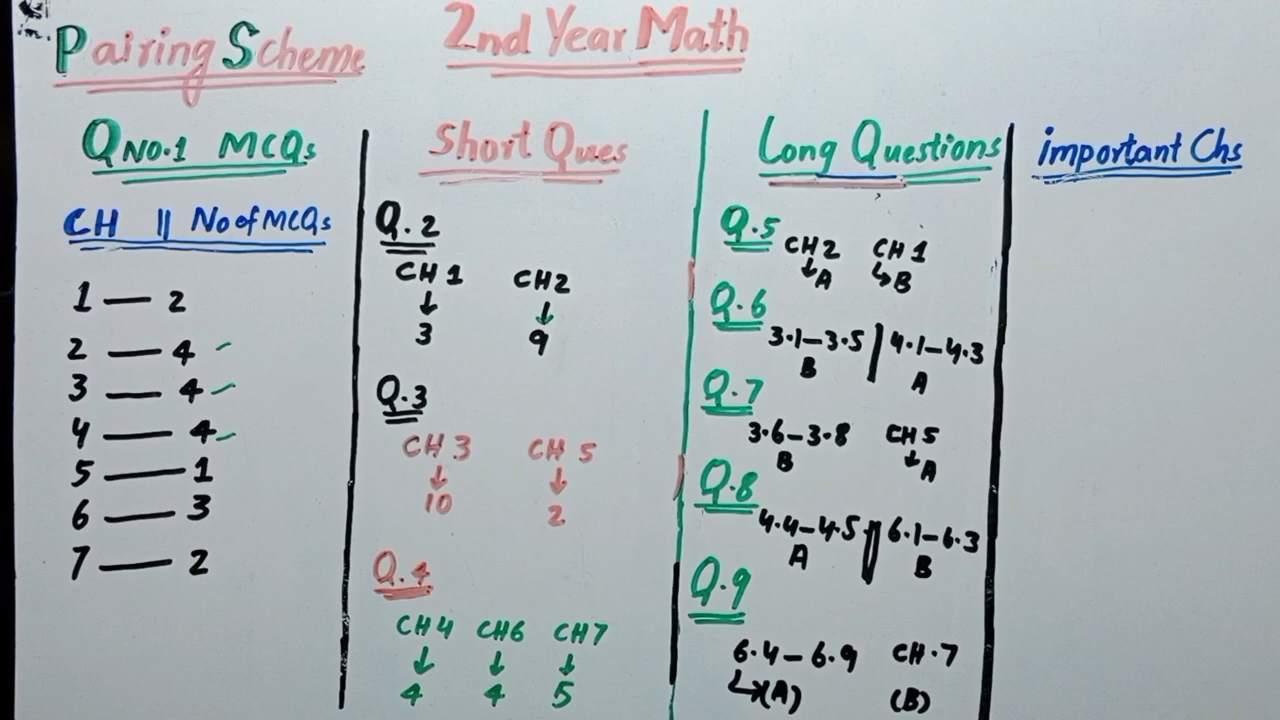 Pairing Scheme
2nd Year Math
Q No.1 MCQs
CH || No of MCQs
1 — 2
2 — 4
3 — 4
4 — 4
5 — 1
6 — 3
7 — 2
Short Ques
Q.2
CH 1 CH2
↓ ↓
3 9
Q.3
CH 3 CH 5
↓ ↓
10 2
Q.4
CH4 CH6 CH7
↓ ↓ ↓
4 4 5
Long Questions
Q.5
CH 2 CH 1
↓A ↳B
Q.6
3.1–3.5 | 4.1–4.3
B A
Q.7
3.6–3.8 CH 5
B ↓A
Q.8
4.4–4.5 || 6.1–6.3
A B
Q.9
6.4–6.9 CH.7
↳(A) (B)
important Chs